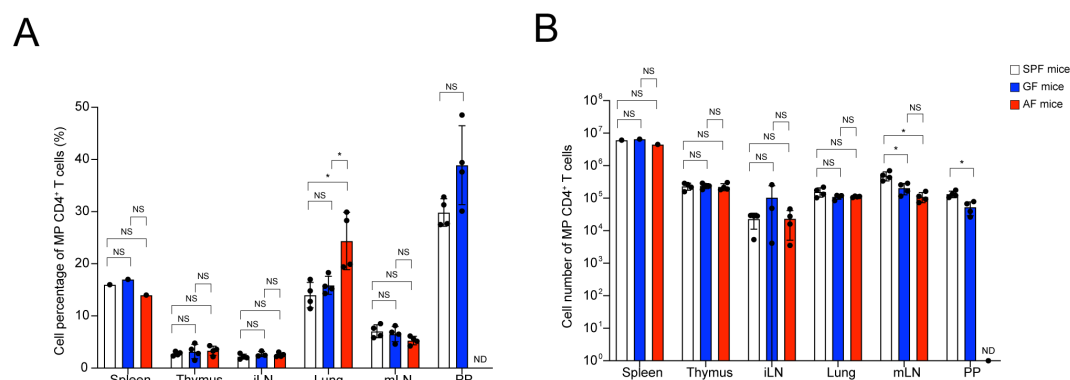 A
Cell percentage of MP CD4⁺ T cells (%)
50
40
30
20
10
0
NS
NS
NS
NS
NS
NS
NS
NS
NS
*
*
NS
NS
NS
NS
NS
ND
Spleen
Thymus
iLN
Lung
mLN
PP
B
SPF mice
GF mice
AF mice
Cell number of MP CD4⁺ T cells
10⁸
10⁷
10⁶
10⁵
10⁴
10³
10²
10¹
10⁰
NS
NS
NS
NS
NS
NS
NS
NS
NS
NS
NS
NS
NS
*
*
*
ND
Spleen
Thymus
iLN
Lung
mLN
PP